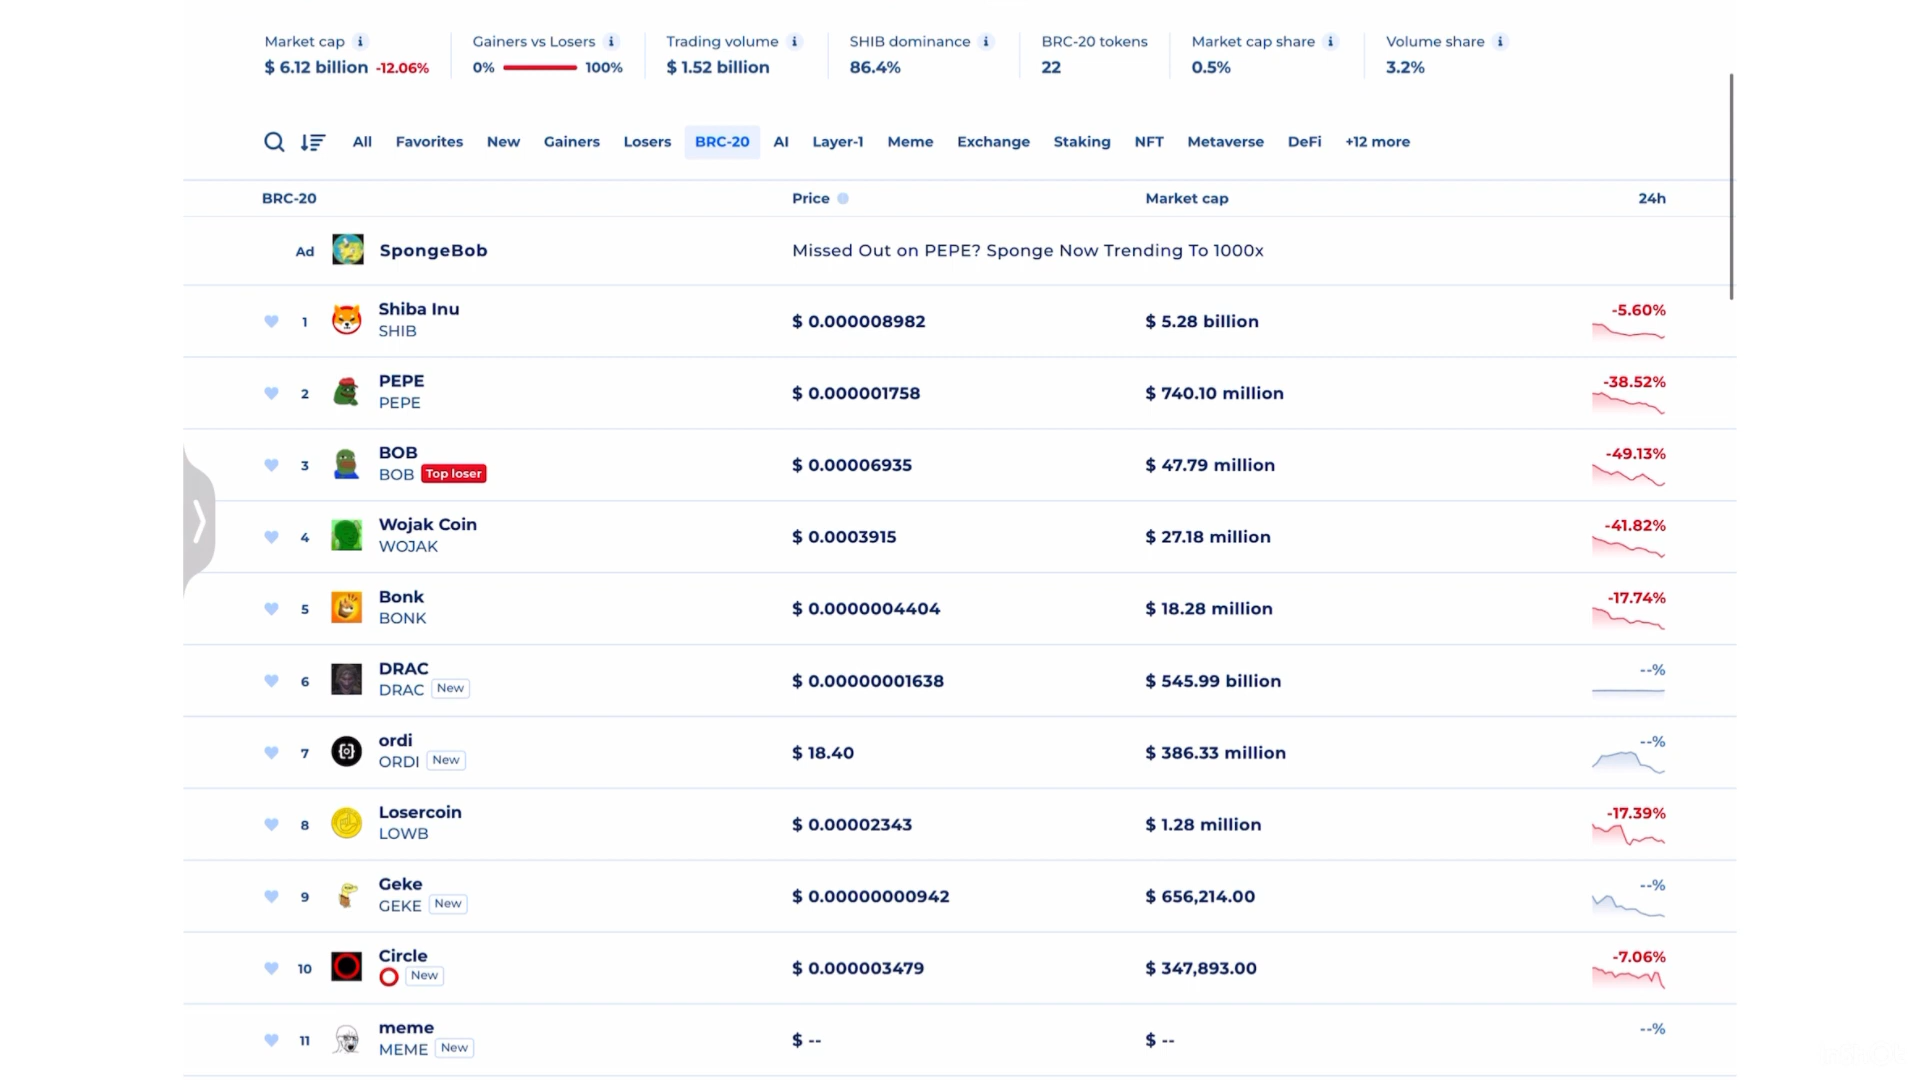 Market cap i Gainers vs Losers i Trading volume i SHIB dominance i BRC-20 tokens Market cap share i Volume share i
$ 6.12 billion -12.06% 0% 100% $ 1.52 billion 86.4% 22 0.5% 3.2%
All Favorites New Gainers Losers BRC-20 AI Layer-1 Meme Exchange Staking NFT Metaverse DeFi +12 more
BRC-20 Price Market cap 24h
Ad SpongeBob Missed Out on PEPE? Sponge Now Trending To 1000x
Shiba Inu -5.60%
1 $ 0.000008982 $ 5.28 billion
SHIB
PEPE -38.52%
2 $ 0.000001758 $ 740.10 million
PEPE
BOB -49.13%
3 $ 0.00006935 $ 47.79 million
BOB Top loser
Wojak Coin -41.82%
4 $ 0.0003915 $ 27.18 million
WOJAK
Bonk -17.74%
5 $ 0.0000004404 $ 18.28 million
BONK
DRAC --%
6 $ 0.00000001638 $ 545.99 billion
DRAC New
ordi --%
7 $ 18.40 $ 386.33 million
ORDI New
Losercoin -17.39%
8 $ 0.00002343 $ 1.28 million
LOWB
Geke --%
9 $ 0.00000000942 $ 656,214.00
GEKE New
Circle -7.06%
10 $ 0.000003479 $ 347,893.00
New
meme --%
11 $ -- $ --
MEME New